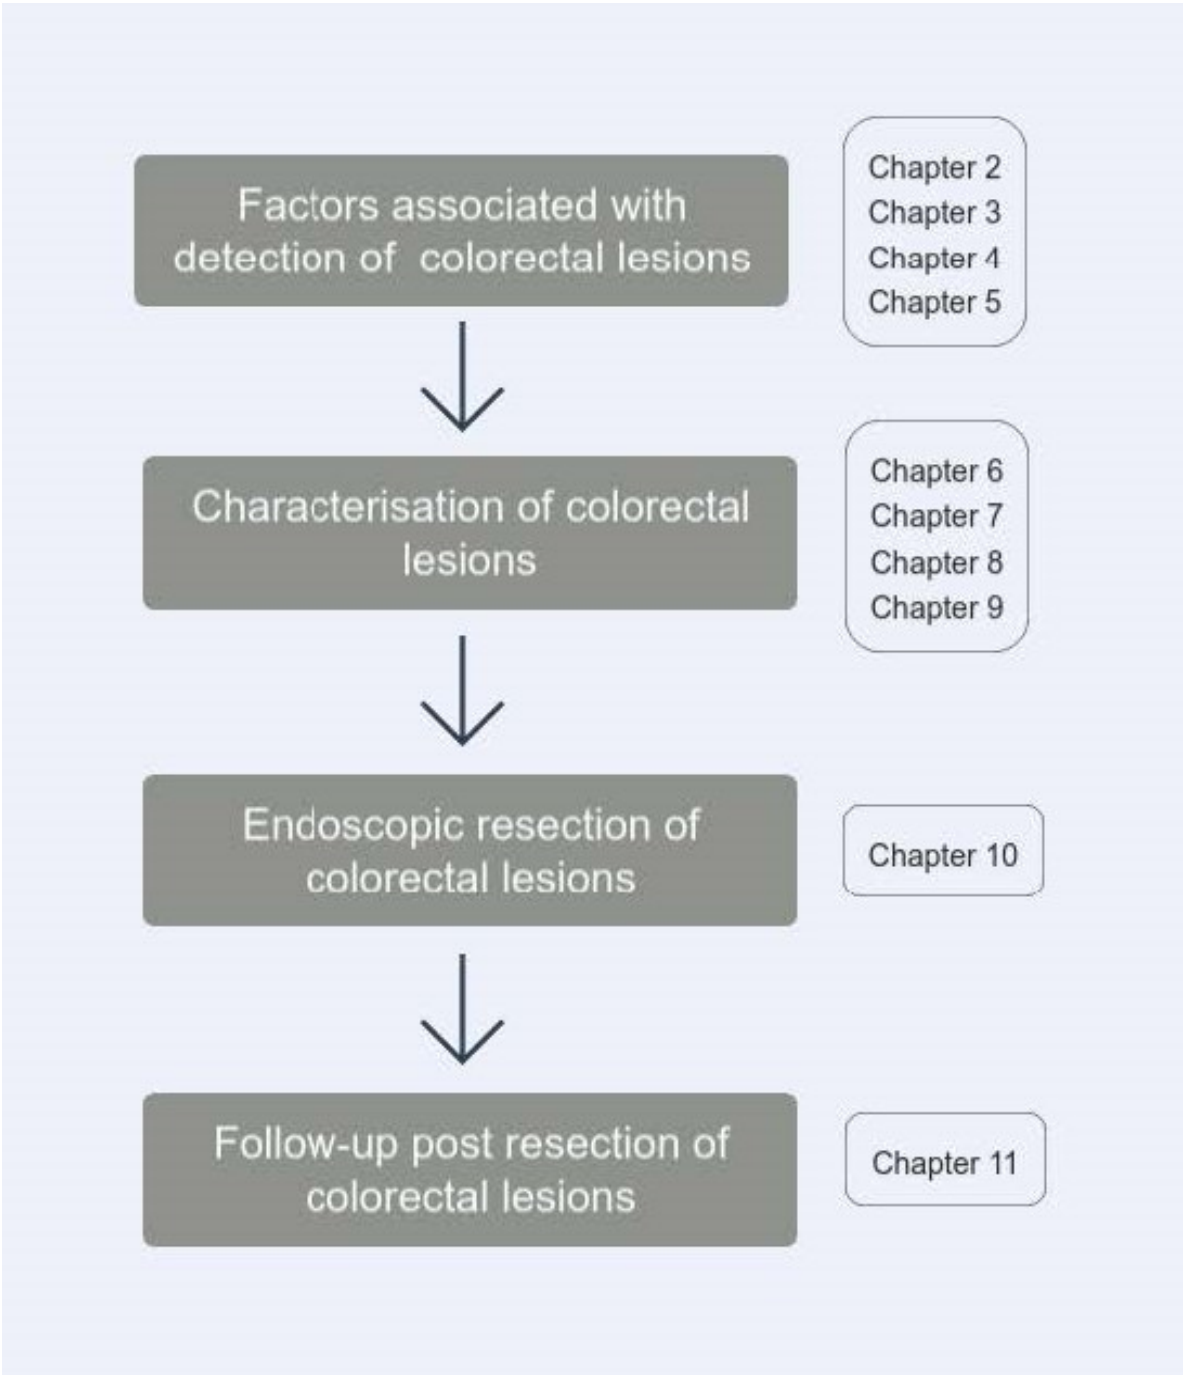 Factors associated with
detection of colorectal lesions
Chapter 2
Chapter 3
Chapter 4
Chapter 5
Characterisation of colorectal
lesions
Chapter 6
Chapter 7
Chapter 8
Chapter 9
Endoscopic resection of
colorectal lesions
Chapter 10
Follow-up post resection of
colorectal lesions
Chapter 11